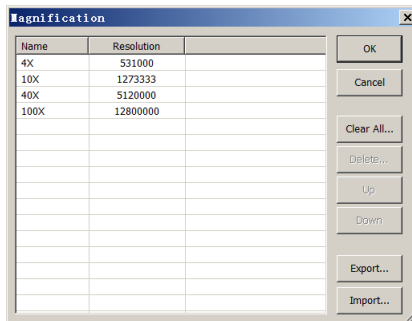 Magnification
Name Resolution
4X 531000
10X 1273333
40X 5120000
100X 12800000
OK
Cancel
Clear All...
Delete...
Up
Down
Export...
Import...